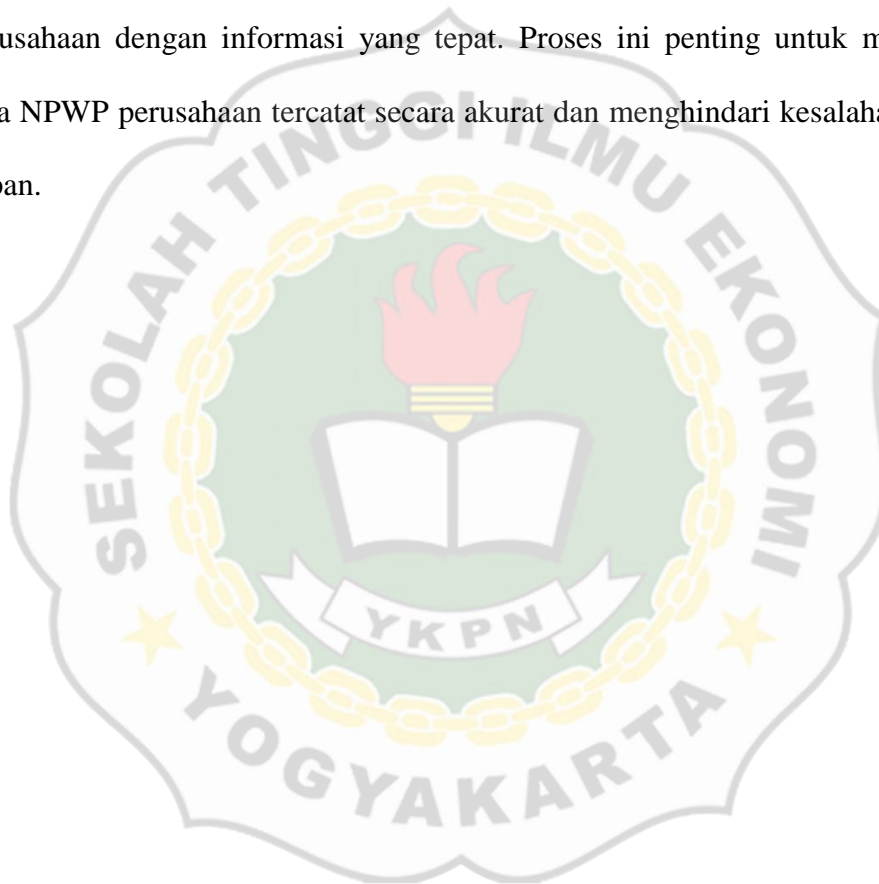 usahaan dengan informasi yang tepat. Proses ini penting untuk m
a NPWP perusahaan tercatat secara akurat dan menghindari kesalaha
pan.
SEKOLAH TINGGI ILMU EKONOMI
YKPN
YOGYAKARTA